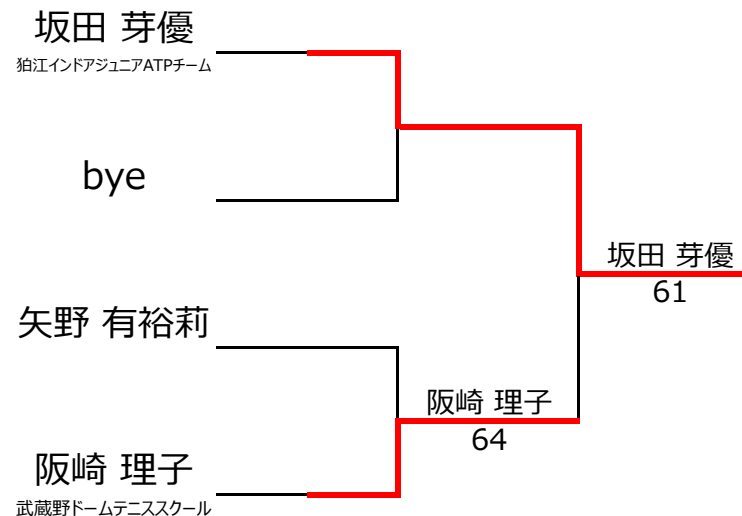 坂田 芽優
狛江インドアジュニアATPチーム
bye
坂田 芽優
61
矢野 有裕莉
阪崎 理子
64
阪崎 理子
武蔵野ドームテニススクール